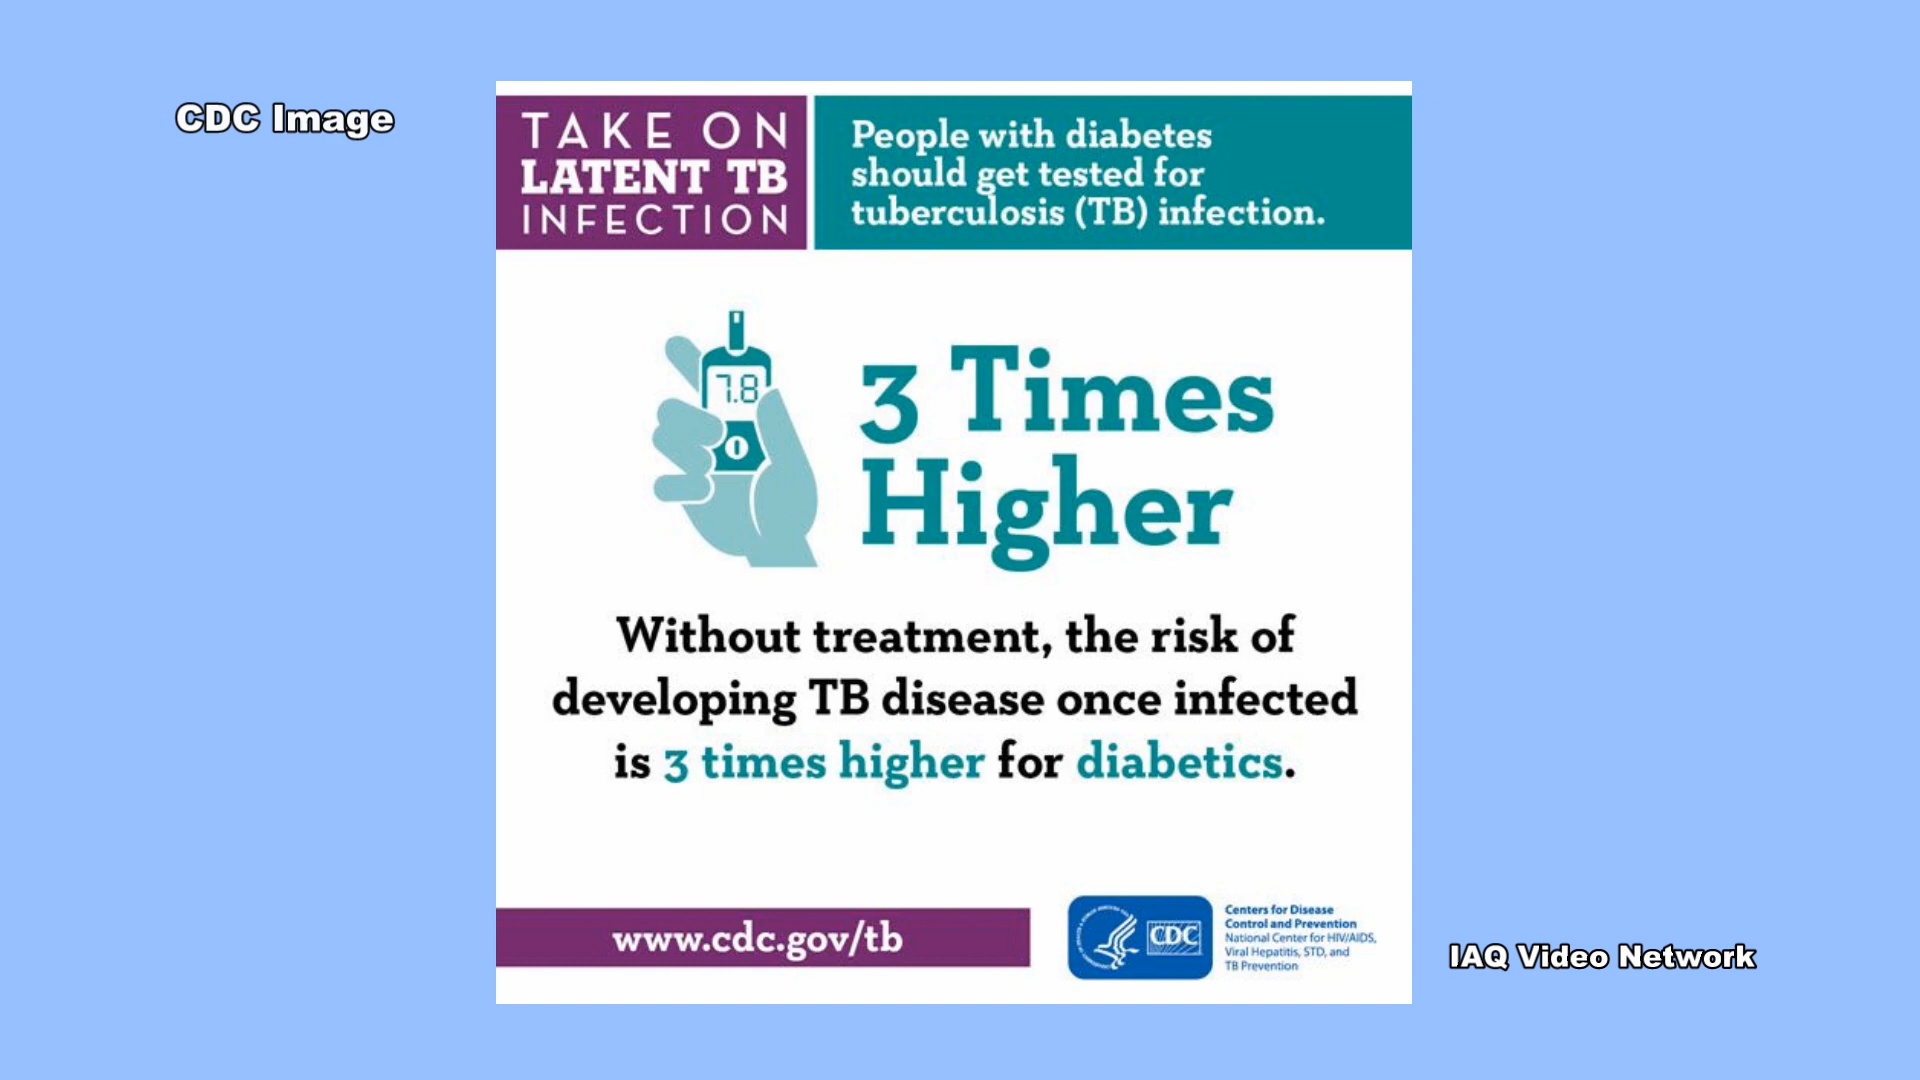 CDC Image
TAKE ON
LATENT TB
INFECTION
People with diabetes
should get tested for
tuberculosis (TB) infection.
7.8
3 Times
Higher
Without treatment, the risk of
developing TB disease once infected
is 3 times higher for diabetics.
www.cdc.gov/tb
CDC
Centers for Disease
Control and Prevention
National Center for HIV/AIDS,
Viral Hepatitis, STD, and
TB Prevention
IAQ Video Network